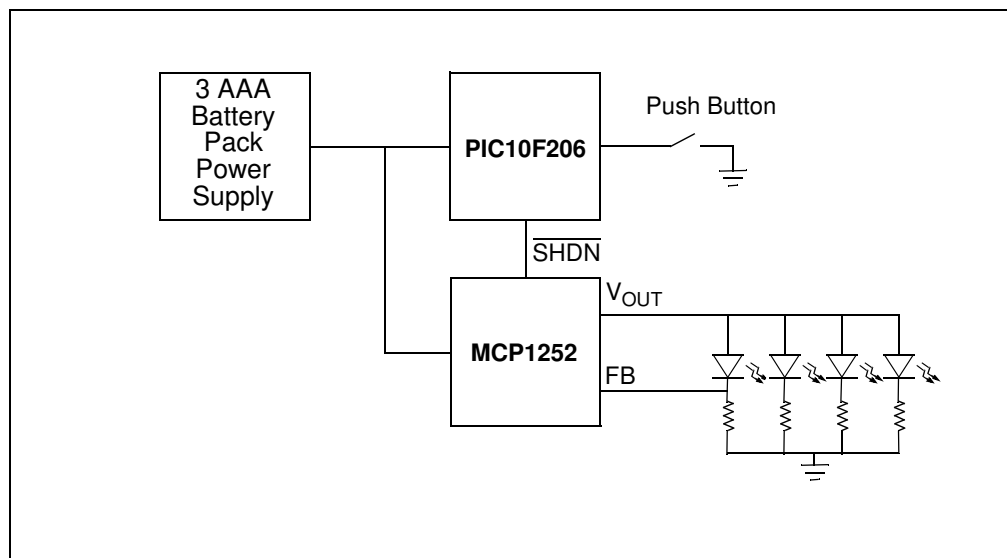 3 AAA
Battery
Pack
Power
Supply
PIC10F206
Push Button
SHDN
MCP1252
VOUT
FB